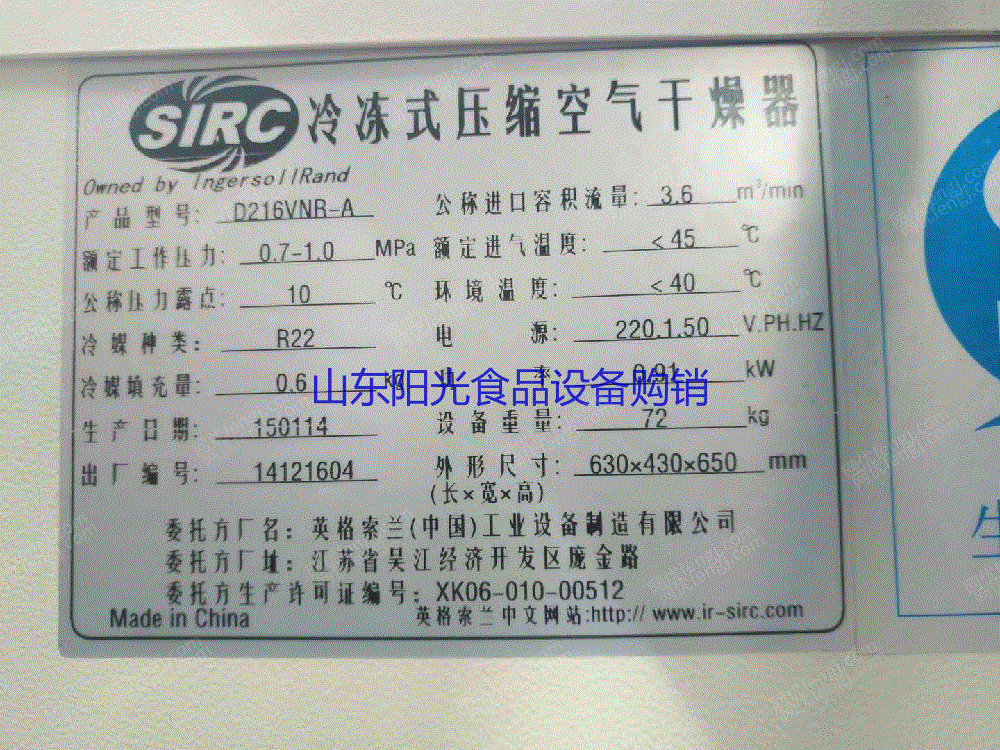 SIRC 冷冻式压缩空气干燥器
Owned by IngersollRand
产品型号: D216VNR-A 公称进口容积流量: 3.6 m³/min
额定工作压力: 0.7-1.0 MPa 额定进气温度: <45 ℃
公称压力露点: 10 ℃ 环境温度: <40 ℃
冷媒种类: R22 电源: 220.1.50 V.PH.HZ
冷媒填充量: 0.6 kg 率: 0.91 kW
山东阳光食品设备购销
生产日期: 150114 设备重量: 72 kg
出厂编号: 14121604 外形尺寸: 630×430×650 mm
(长×宽×高)
委托方厂名: 英格索兰(中国)工业设备制造有限公司
委托方厂址: 江苏省吴江经济开发区庞金路
委托方生产许可证编号: XK06-010-00512
Made in China 英格索兰中文网站:http:// www.ir-sirc.com